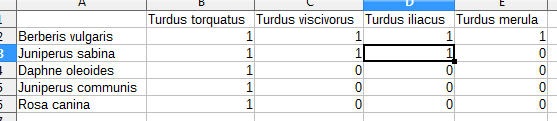 A B C D E
1 Turdus torquatus Turdus viscivorus Turdus iliacus Turdus merula
2 Berberis vulgaris 1 1 1 1
3 Juniperus sabina 1 1 1 0
4 Daphne oleoides 1 0 0 0
5 Juniperus communis 1 0 0 0
6 Rosa canina 1 0 0 0